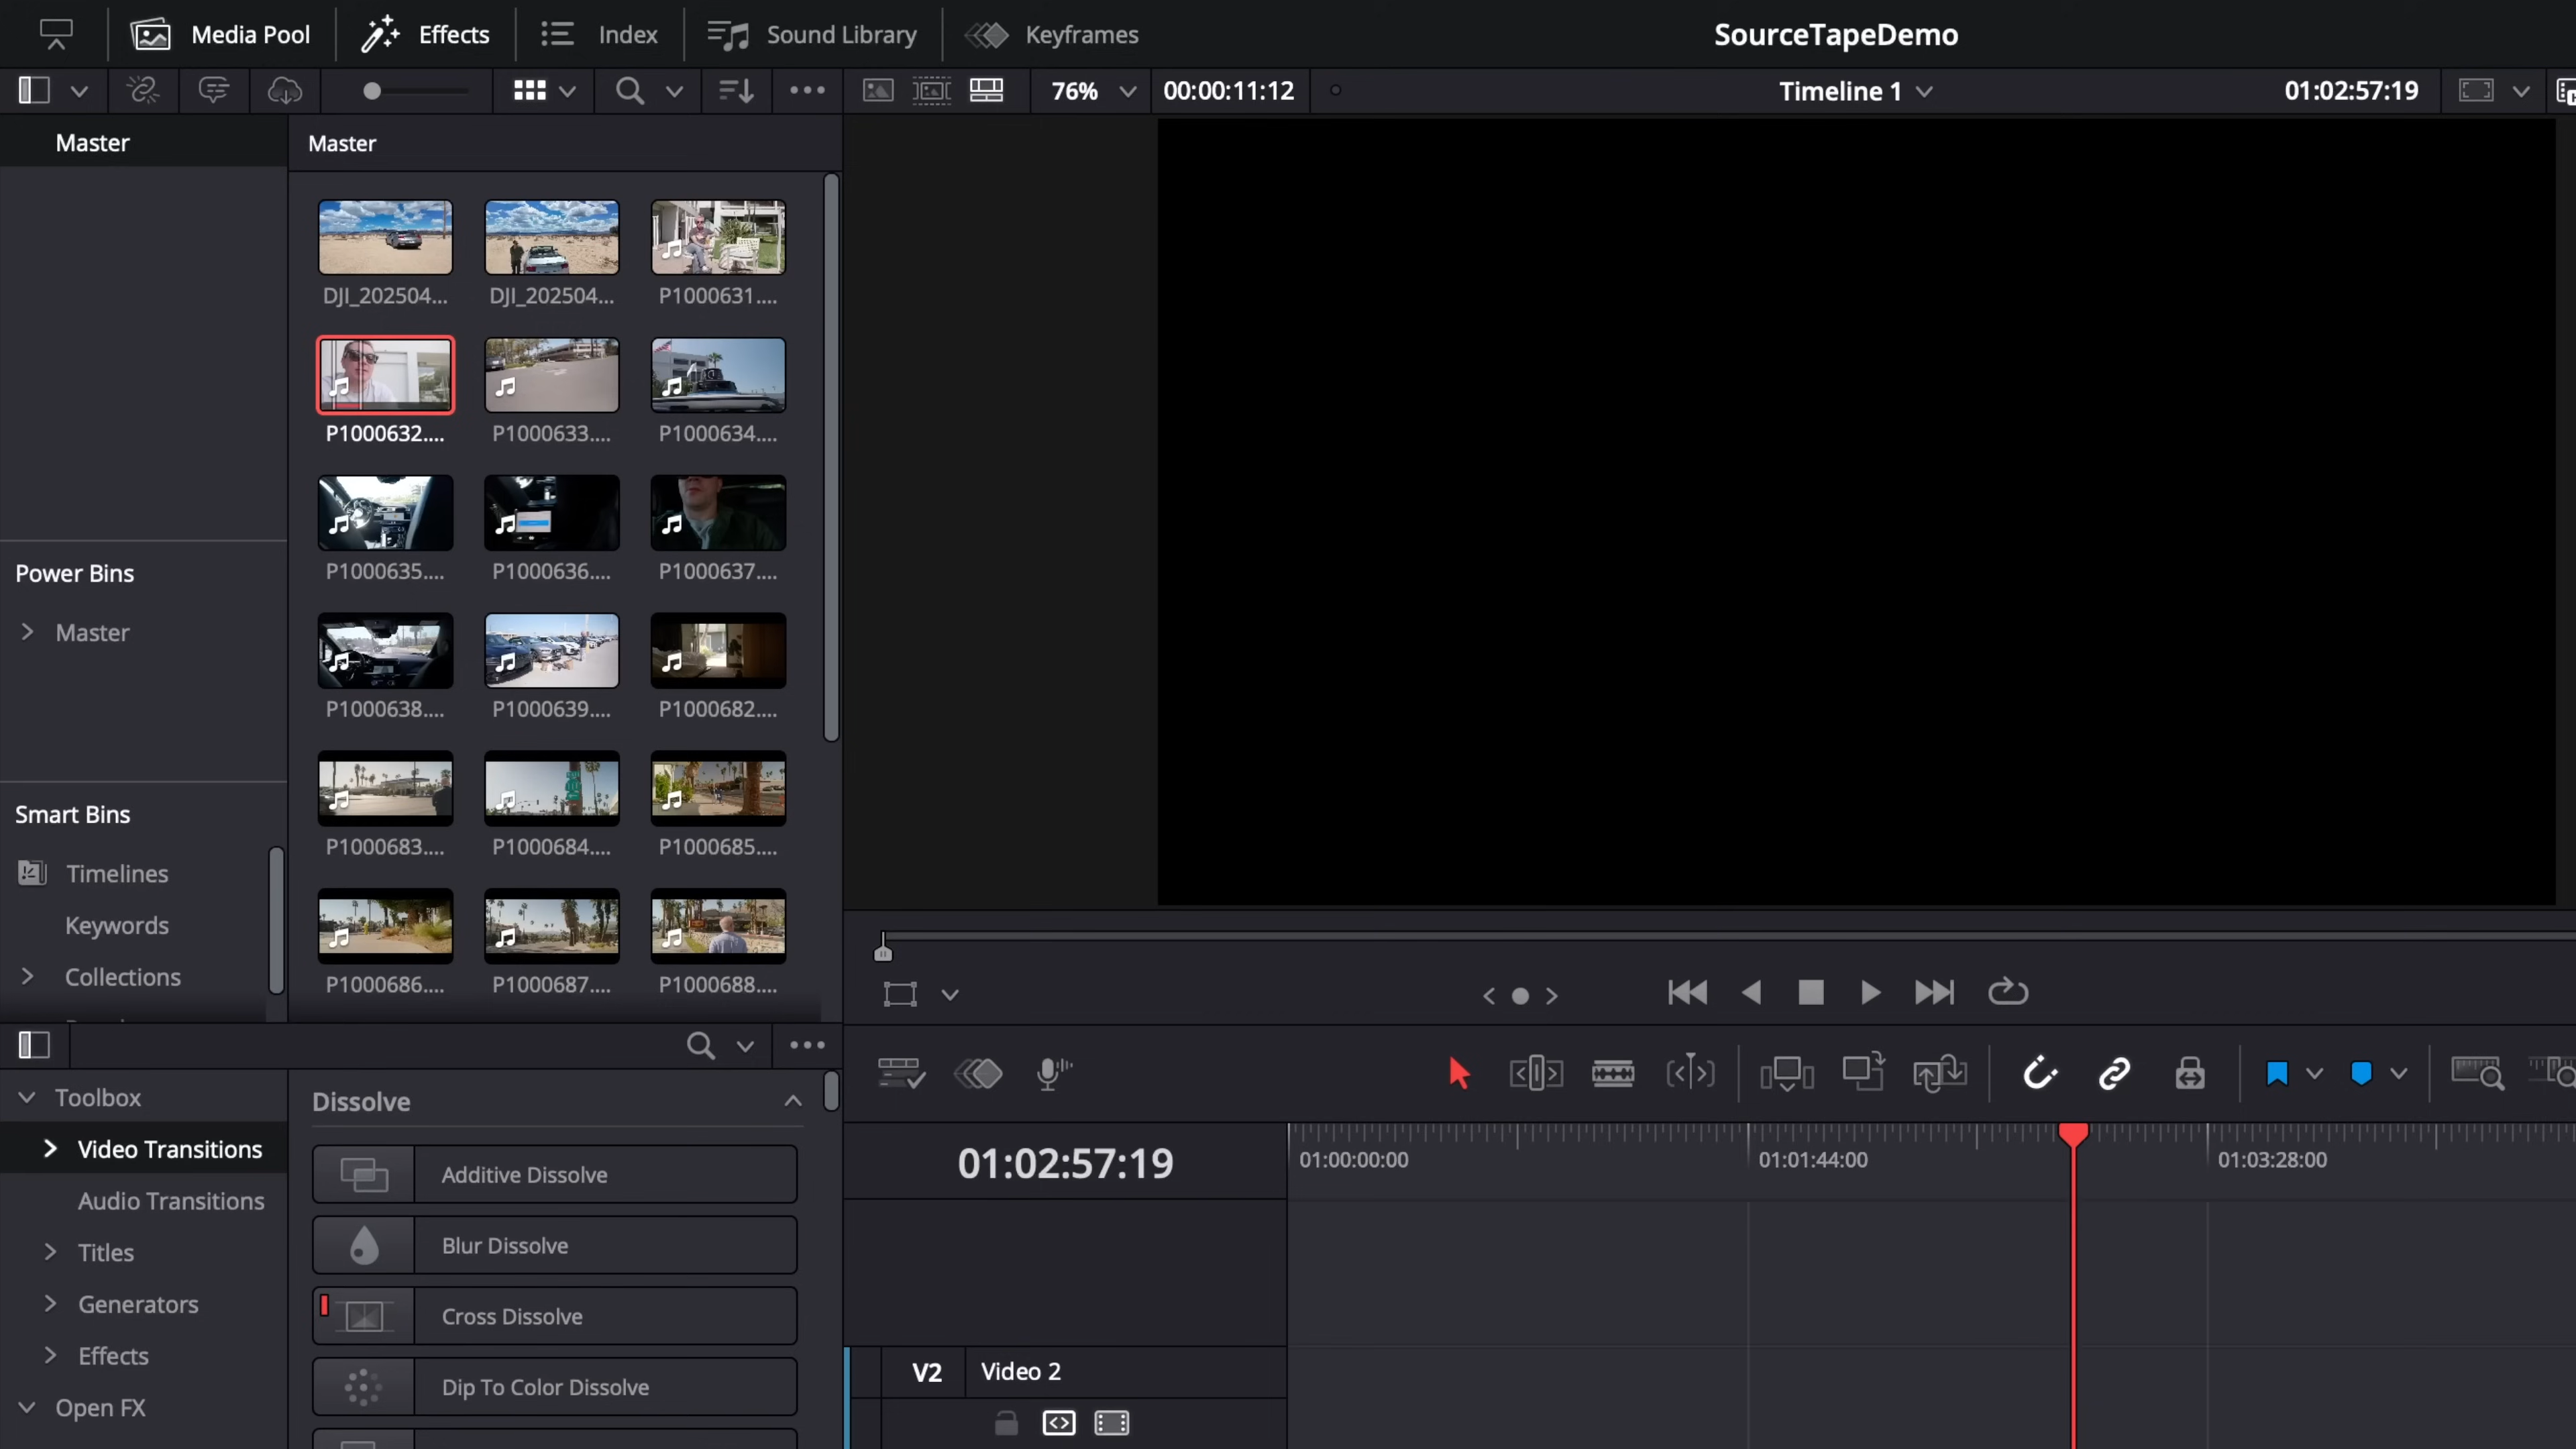 Media Pool
Effects
Index
Sound Library
Keyframes
SourceTapeDemo
76%
00:00:11:12
Timeline 1
01:02:57:19
Master
Master
DJI_202504...
DJI_202504...
P1000631....
P1000632....
P1000633....
P1000634....
P1000635....
P1000636....
P1000637....
P1000638....
P1000639....
P1000682....
P1000683....
P1000684....
P1000685....
P1000686....
P1000687....
P1000688....
Power Bins
Master
Smart Bins
Timelines
Keywords
Collections
Toolbox
Video Transitions
Audio Transitions
Titles
Generators
Effects
Open FX
Dissolve
Additive Dissolve
Blur Dissolve
Cross Dissolve
Dip To Color Dissolve
01:02:57:19
01:00:00:00
01:01:44:00
01:03:28:00
V2
Video 2